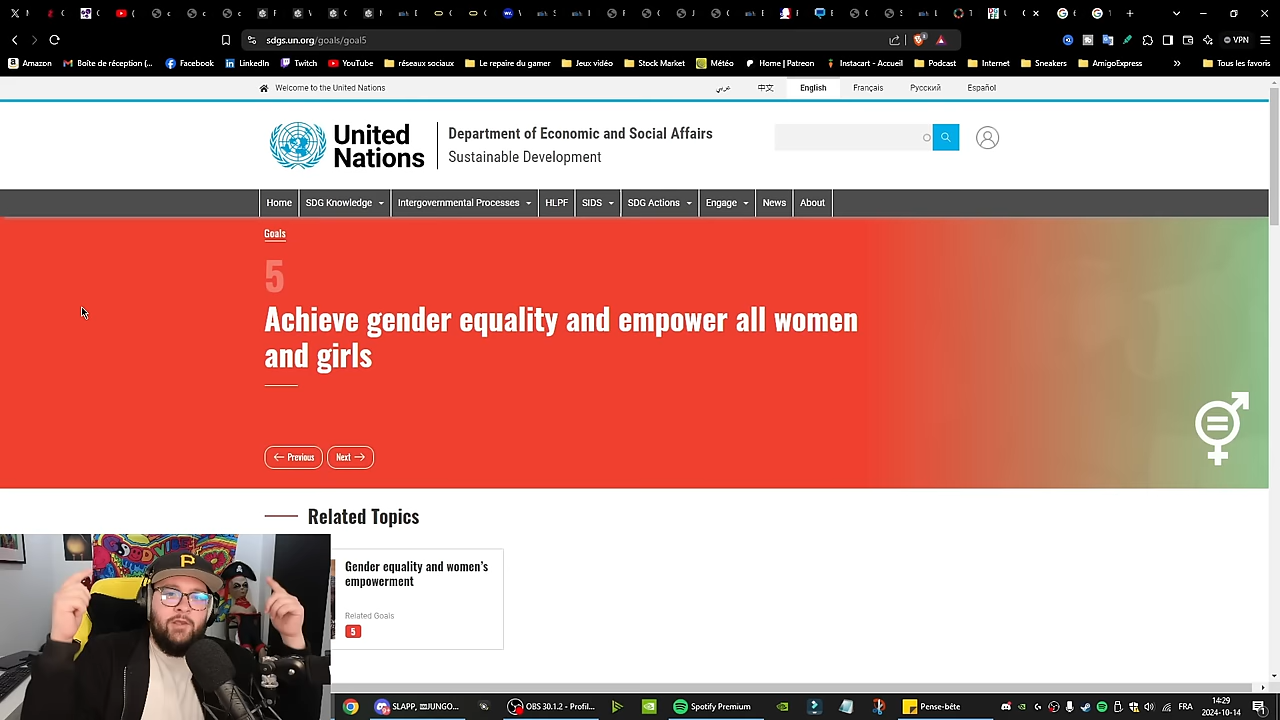 sdgs.un.org/goals/goal5
VPN
Amazon
Boîte de réception (...
Facebook
LinkedIn
Twitch
YouTube
réseaux sociaux
Le repaire du gamer
Jeux vidéo
Stock Market
Météo
Home | Patreon
Instacart - Accueil
Podcast
Internet
Sneakers
AmigoExpress
Tous les favoris
Welcome to the United Nations
عربي
中文
English
Français
Русский
Español
United
Nations
Department of Economic and Social Affairs
Sustainable Development
Home
SDG Knowledge
Intergovernmental Processes
HLPF
SIDS
SDG Actions
Engage
News
About
Goals
5
Achieve gender equality and empower all women
and girls
Previous
Next
Related Topics
Gender equality and women's
empowerment
Related Goals
5
P
A
SLAPP, JUNGO...
OBS 30.1.2 - Profil...
Spotify Premium
Pense-bête
FRA
14:29
2024-10-14